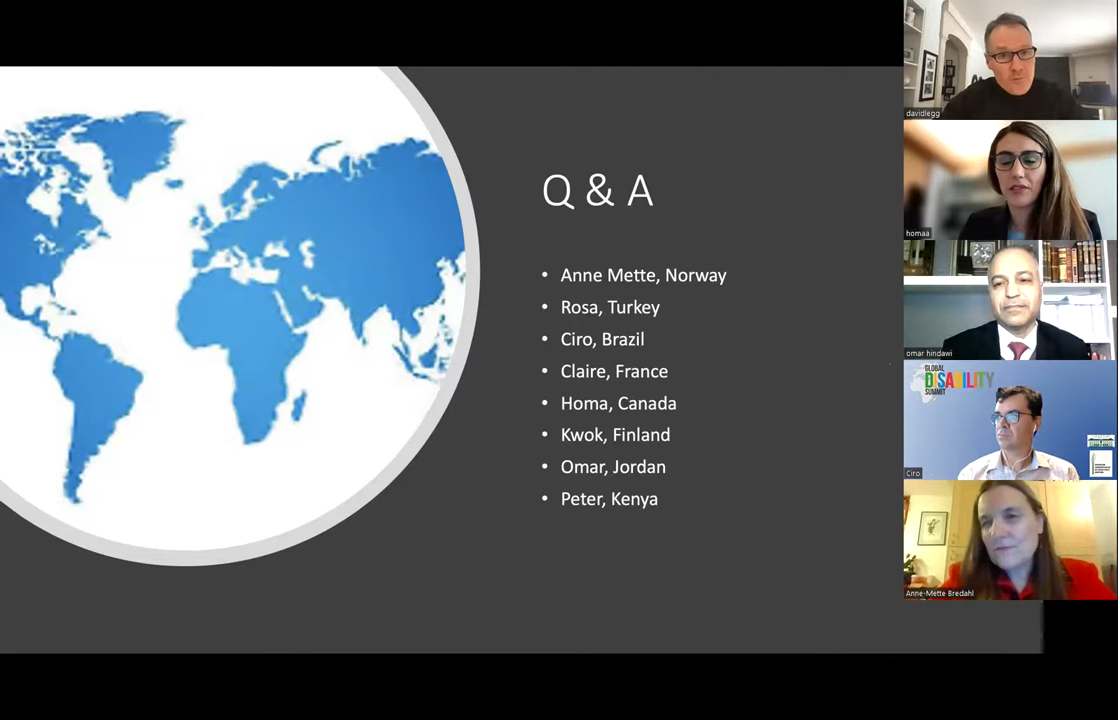 Q & A
• Anne Mette, Norway
• Rosa, Turkey
• Ciro, Brazil
• Claire, France
• Homa, Canada
• Kwok, Finland
• Omar, Jordan
• Peter, Kenya
davidlegg
homaa
omar hindawi
GLOBAL
DISABILITY
SUMMIT
Ciro
Anne-Mette Bredahl